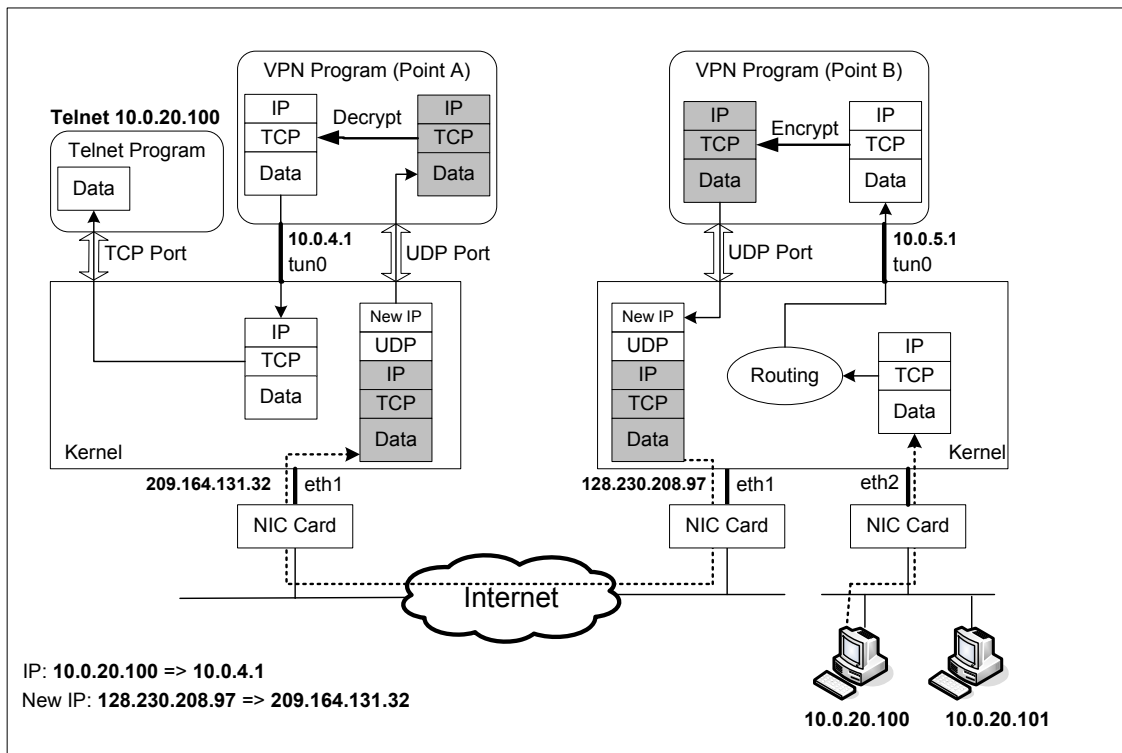 VPN Program (Point A)
IP
TCP
Data
Decrypt
IP
TCP
Data
Telnet 10.0.20.100
Telnet Program
Data
TCP Port
10.0.4.1
tun0
UDP Port
IP
TCP
Data
New IP
UDP
IP
TCP
Data
Kernel
209.164.131.32
eth1
NIC Card
VPN Program (Point B)
IP
TCP
Data
Encrypt
IP
TCP
Data
UDP Port
10.0.5.1
tun0
New IP
UDP
IP
TCP
Data
Routing
IP
TCP
Data
Kernel
128.230.208.97
eth1
eth2
NIC Card
NIC Card
Internet
10.0.20.100
10.0.20.101
IP: 10.0.20.100 => 10.0.4.1
New IP: 128.230.208.97 => 209.164.131.32